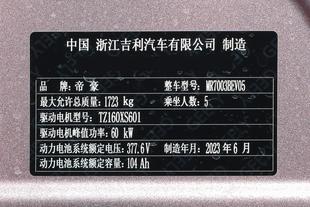 中国 浙江吉利汽车有限公司 制造
品牌:帝豪 整车型号:MR7003BEV05
最大允许总质量:1723 kg 乘坐人数:5
驱动电机型号:TZ160XS601
驱动电机峰值功率:60 kW
动力电池系统额定电压:377.6V 制造年月:2023年6月
动力电池系统额定容量:104 Ah